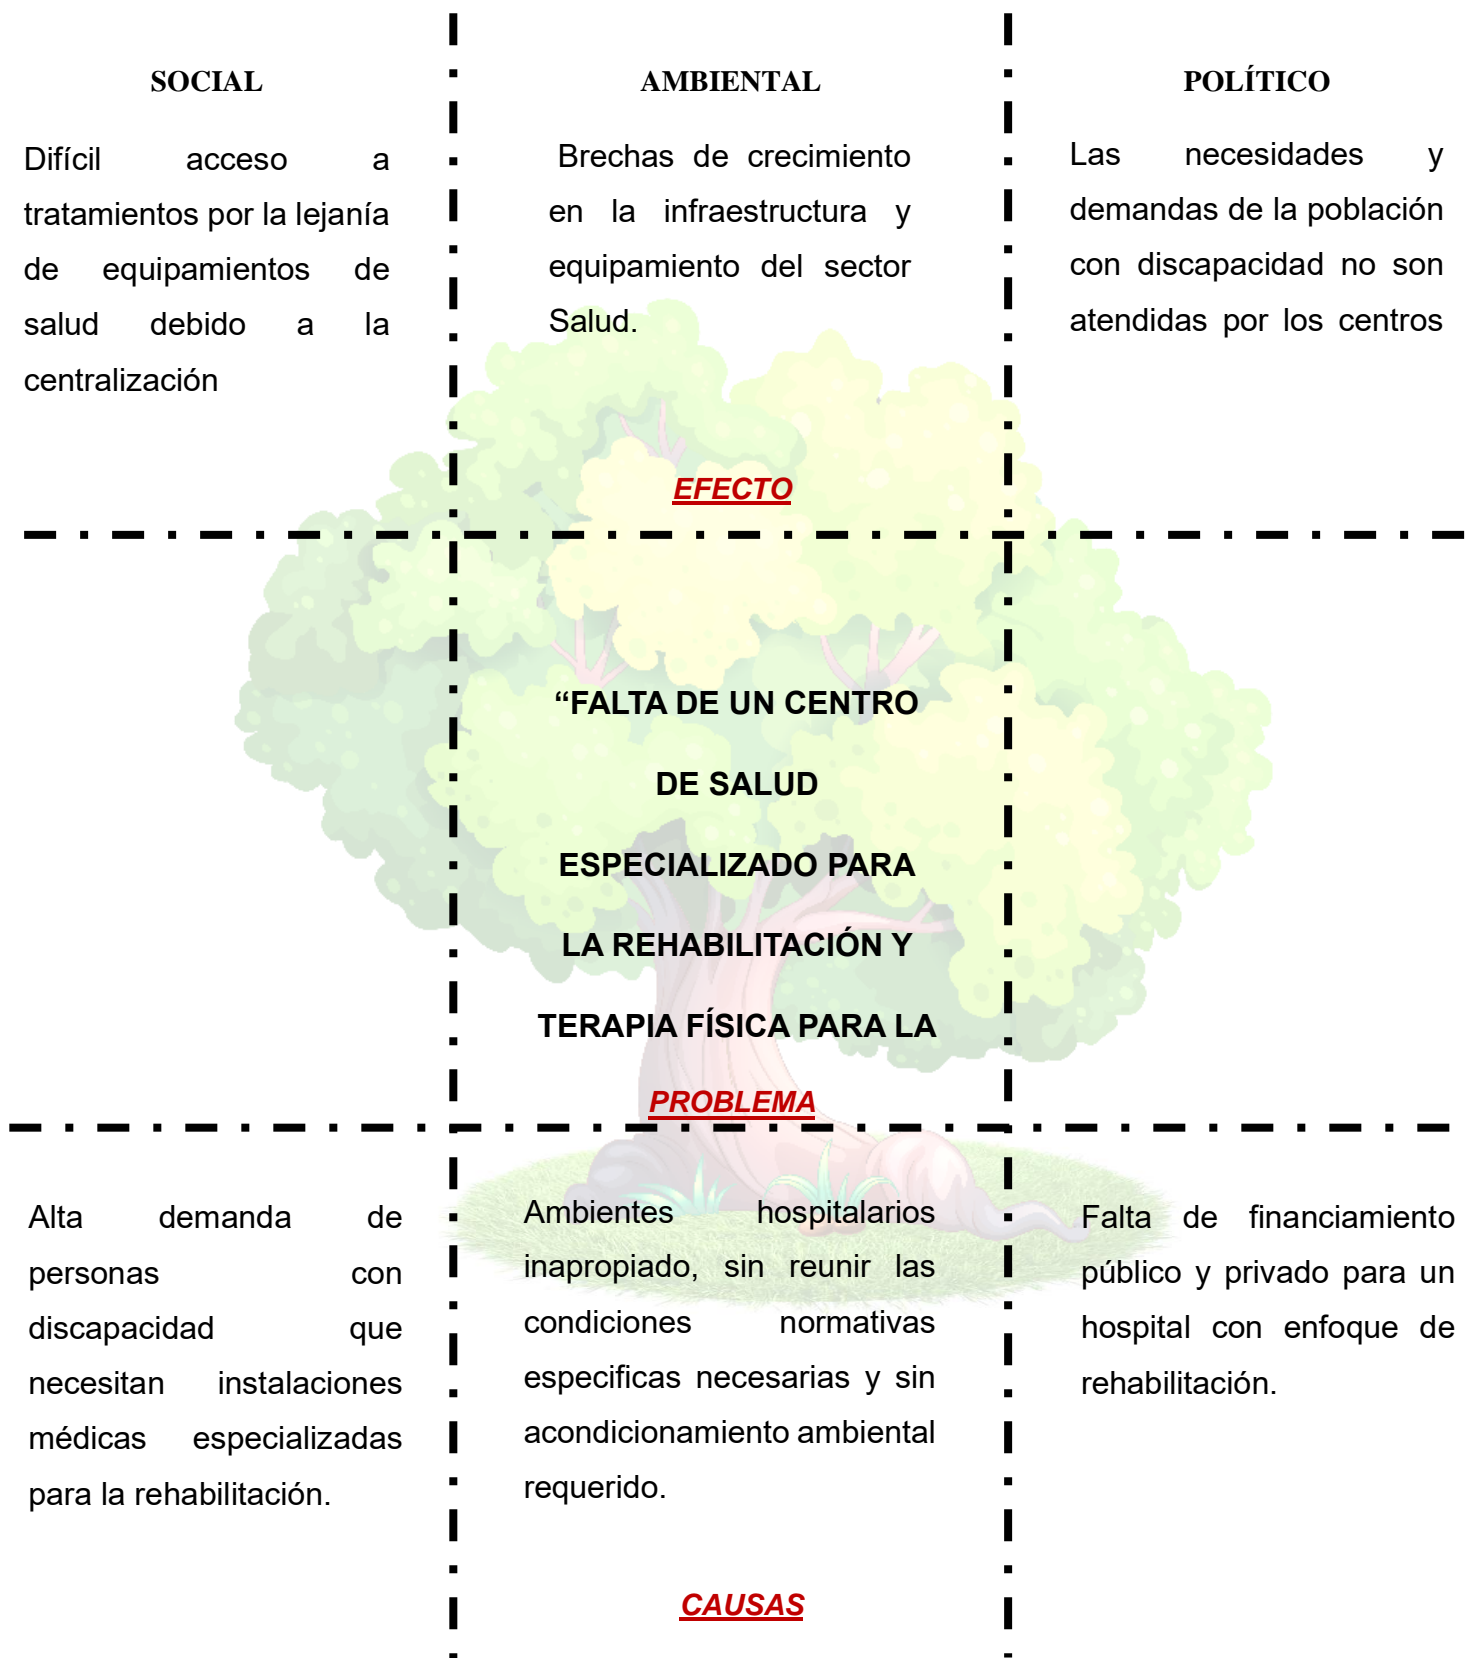 SOCIAL
Difícil acceso a
tratamientos por la lejanía
de equipamientos de
salud debido a la
centralización
AMBIENTAL
Brechas de crecimiento
en la infraestructura y
equipamiento del sector
Salud.
POLÍTICO
Las necesidades y
demandas de la población
con discapacidad no son
atendidas por los centros
EFECTO
“FALTA DE UN CENTRO
DE SALUD
ESPECIALIZADO PARA
LA REHABILITACIÓN Y
TERAPIA FÍSICA PARA LA
PROBLEMA
Alta demanda de
personas con
discapacidad que
necesitan instalaciones
médicas especializadas
para la rehabilitación.
Ambientes hospitalarios
inapropiado, sin reunir las
condiciones normativas
especificas necesarias y sin
acondicionamiento ambiental
requerido.
Falta de financiamiento
público y privado para un
hospital con enfoque de
rehabilitación.
CAUSAS